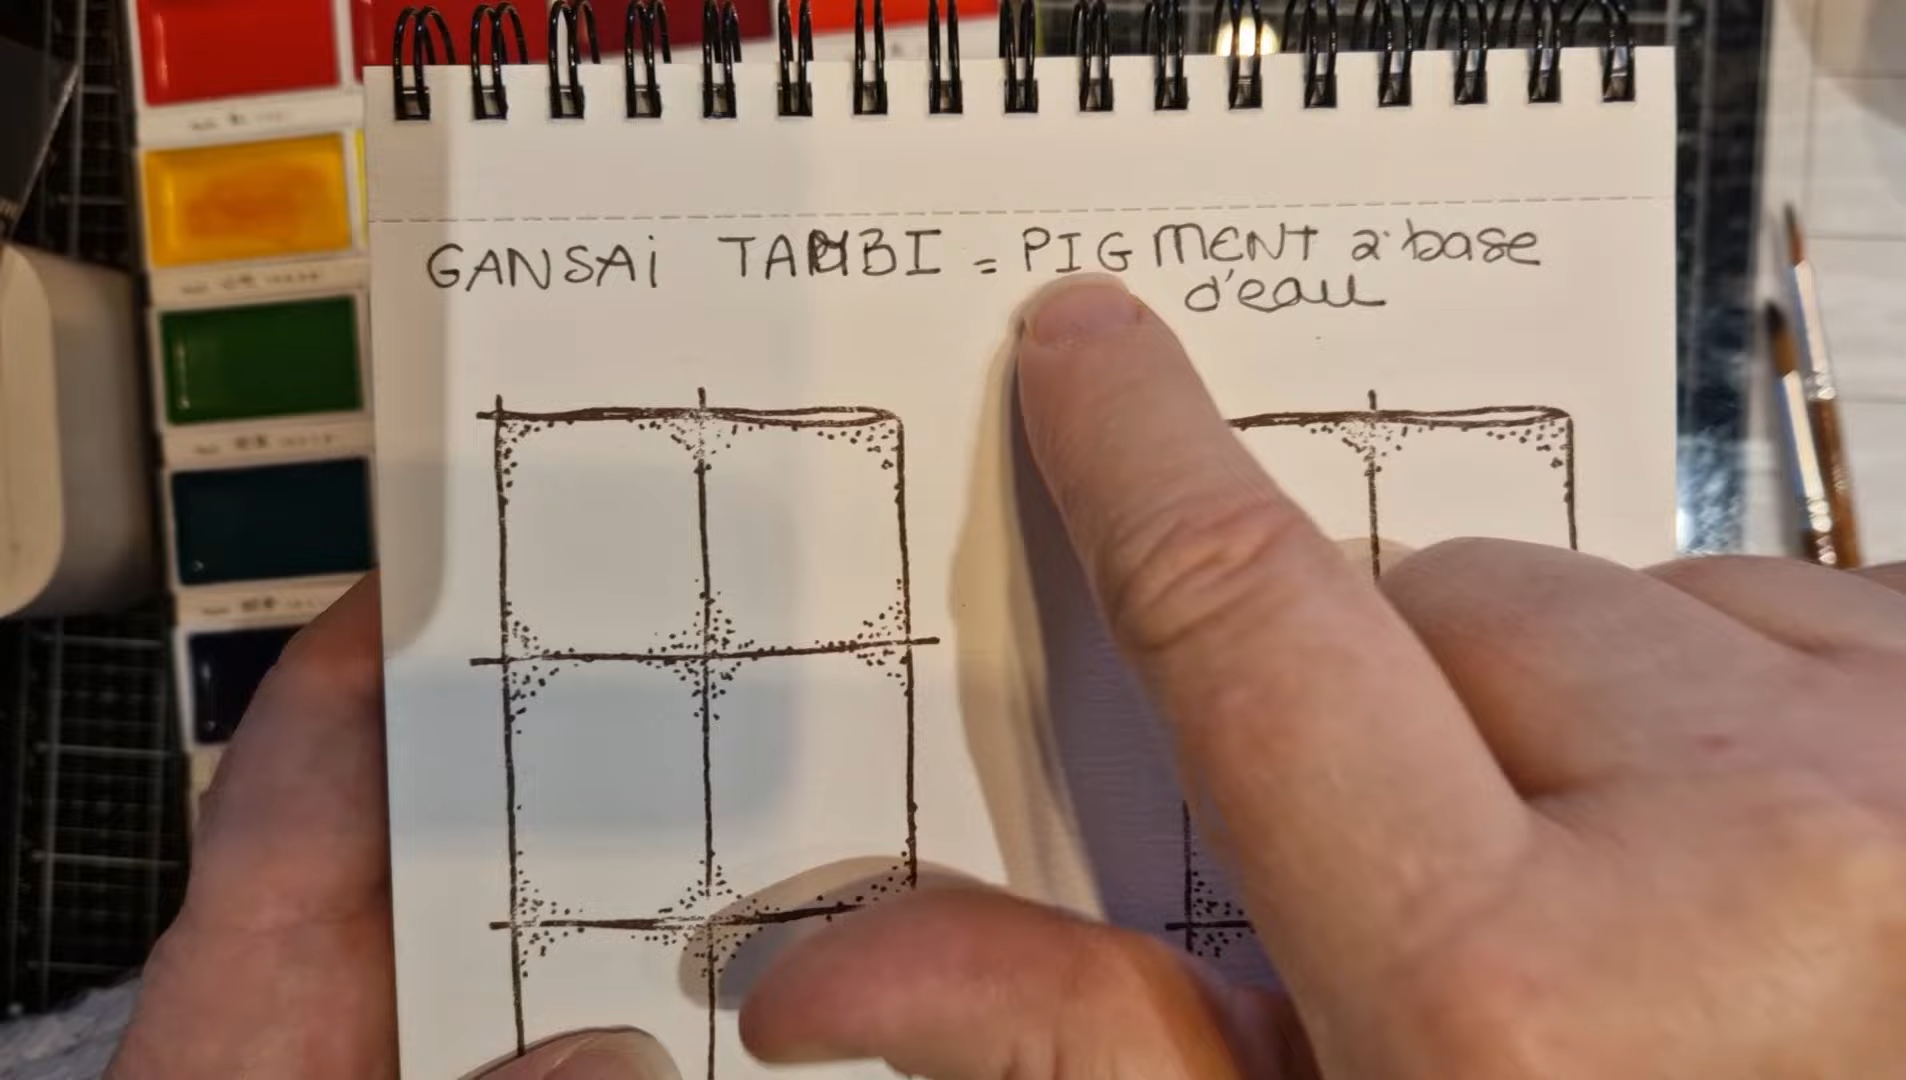 GANSAi TAMBI = PIGMENT à base
d'eau